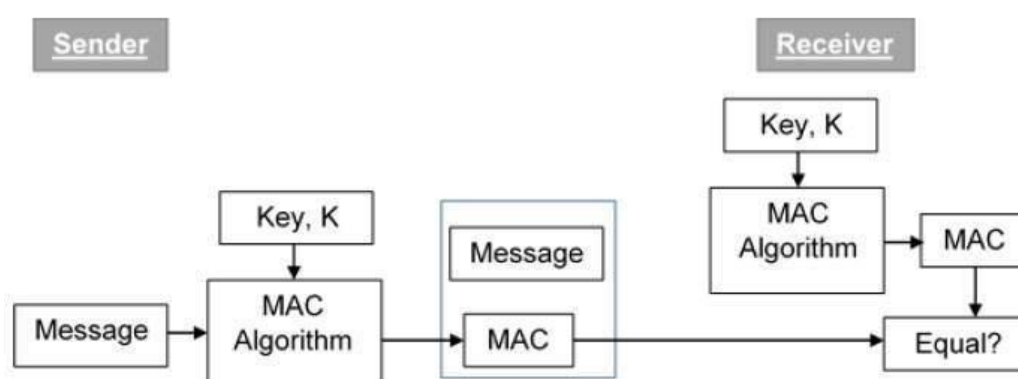 Sender
Receiver
Key, K
MAC
Algorithm
MAC
Key, K
Message
Message
MAC
Algorithm
MAC
Equal?